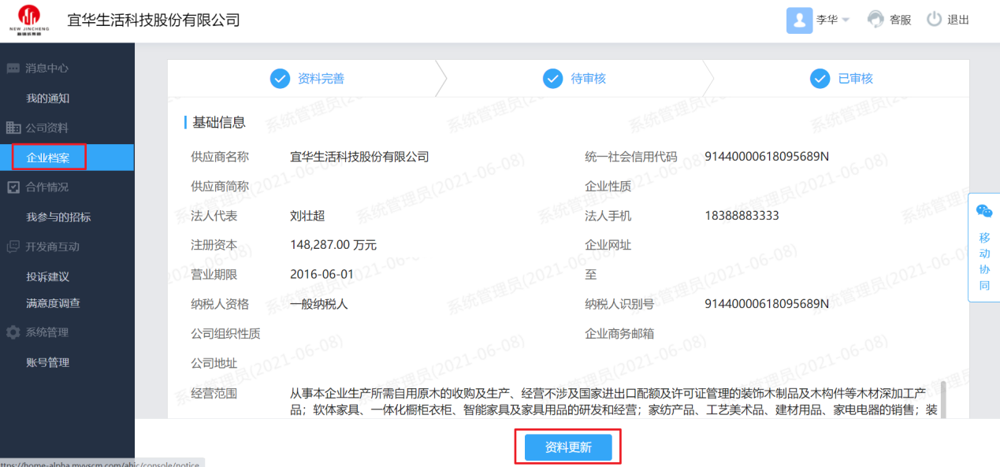 NEW JINCHENG
宜华生活科技股份有限公司
李华
客服
退出
消息中心
我的通知
公司资料
企业档案
合作情况
我参与的招标
开发商互动
投诉建议
满意度调查
系统管理
账号管理
资料完善
待审核
已审核
基础信息
供应商名称 宜华生活科技股份有限公司 统一社会信用代码 91440000618095689N
供应商简称 企业性质
法人代表 刘壮超 法人手机 18388883333
注册资本 148,287.00 万元 企业网址
营业期限 2016-06-01 至
纳税人资格 一般纳税人 纳税人识别号 91440000618095689N
公司组织性质 企业商务邮箱
公司地址
经营范围 从事本企业生产所需自用原木的收购及生产、经营不涉及国家进出口配额及许可证管理的装饰木制品及木构件等木材深加工产
品；软体家具、一体化橱柜衣柜、智能家具及家具用品的研发和经营；家纺产品、工艺美术品、建材用品、家电电器的销售；装
资料更新
移
动
协
同
系统管理员(2021-06-08)
ttps://home-alpha.myyscm.com/ahjc/console/notice